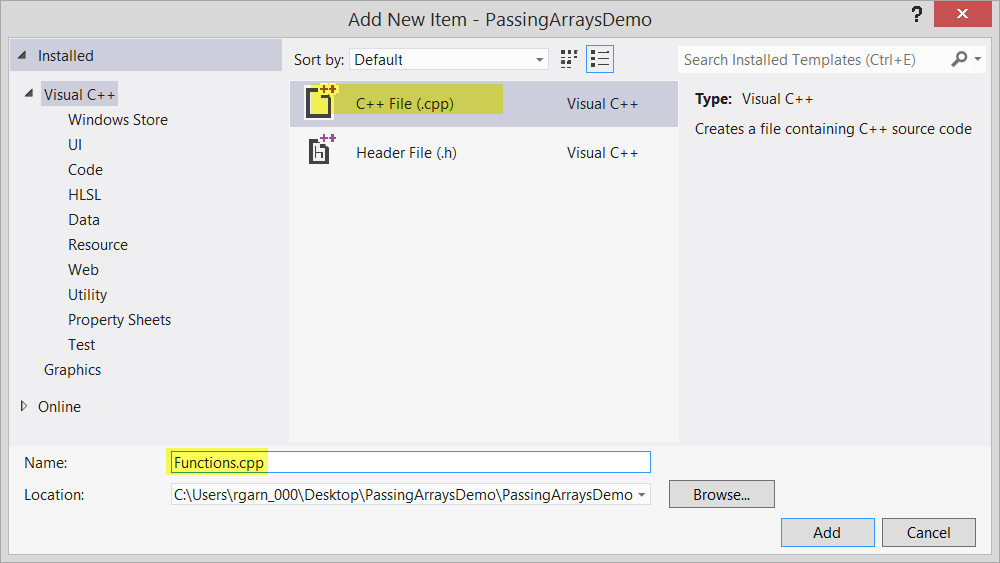 Add New Item - PassingArraysDemo
?
Installed
Sort by: Default
Search Installed Templates (Ctrl+E)
Visual C++
Windows Store
UI
Code
HLSL
Data
Resource
Web
Utility
Property Sheets
Test
Graphics
Online
++ C++ File (.cpp) Visual C++
++ h Header File (.h) Visual C++
Type: Visual C++
Creates a file containing C++ source code
Name: Functions.cpp
Location: C:\Users\rgarn_000\Desktop\PassingArraysDemo\PassingArraysDemo Browse...
Add Cancel